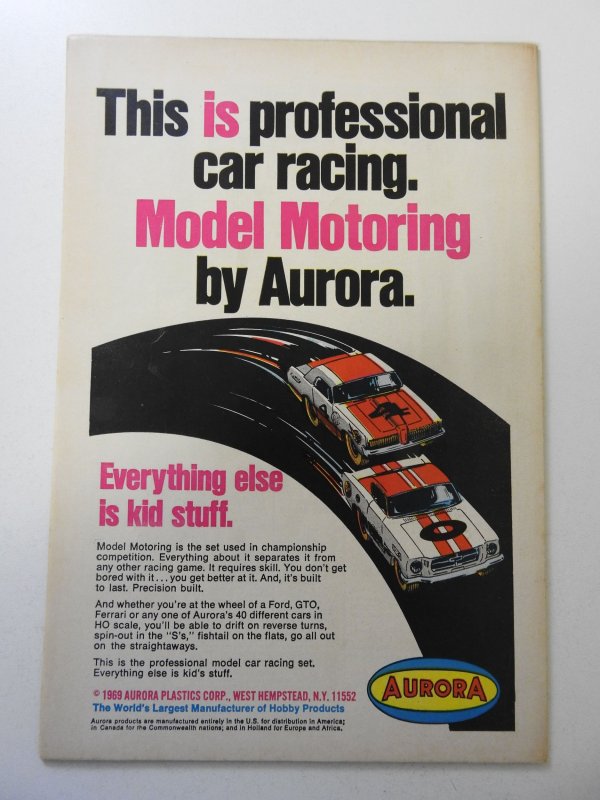 This is professional
car racing.
Model Motoring
by Aurora.
Everything else
is kid stuff.
Model Motoring is the set used in championship
competition. Everything about it separates it from
any other racing game. It requires skill. You don't get
bored with it...you get better at it. And, it's built
to last. Precision built.
And whether you're at the wheel of a Ford, GTO,
Ferrari or any one of Aurora's 40 different cars in
HO scale, you'll be able to drift on reverse turns,
spin-out in the "S's," fishtail on the flats, go all out
on the straightaways.
This is the professional model car racing set.
Everything else is kid's stuff.
© 1969 AURORA PLASTICS CORP., WEST HEMPSTEAD, N.Y. 11552
The World's Largest Manufacturer of Hobby Products
Aurora products are manufactured entirely in the U.S. for distribution in America;
in Canada for the Commonwealth nations; and in Holland for Europe and Africa.
AURORA